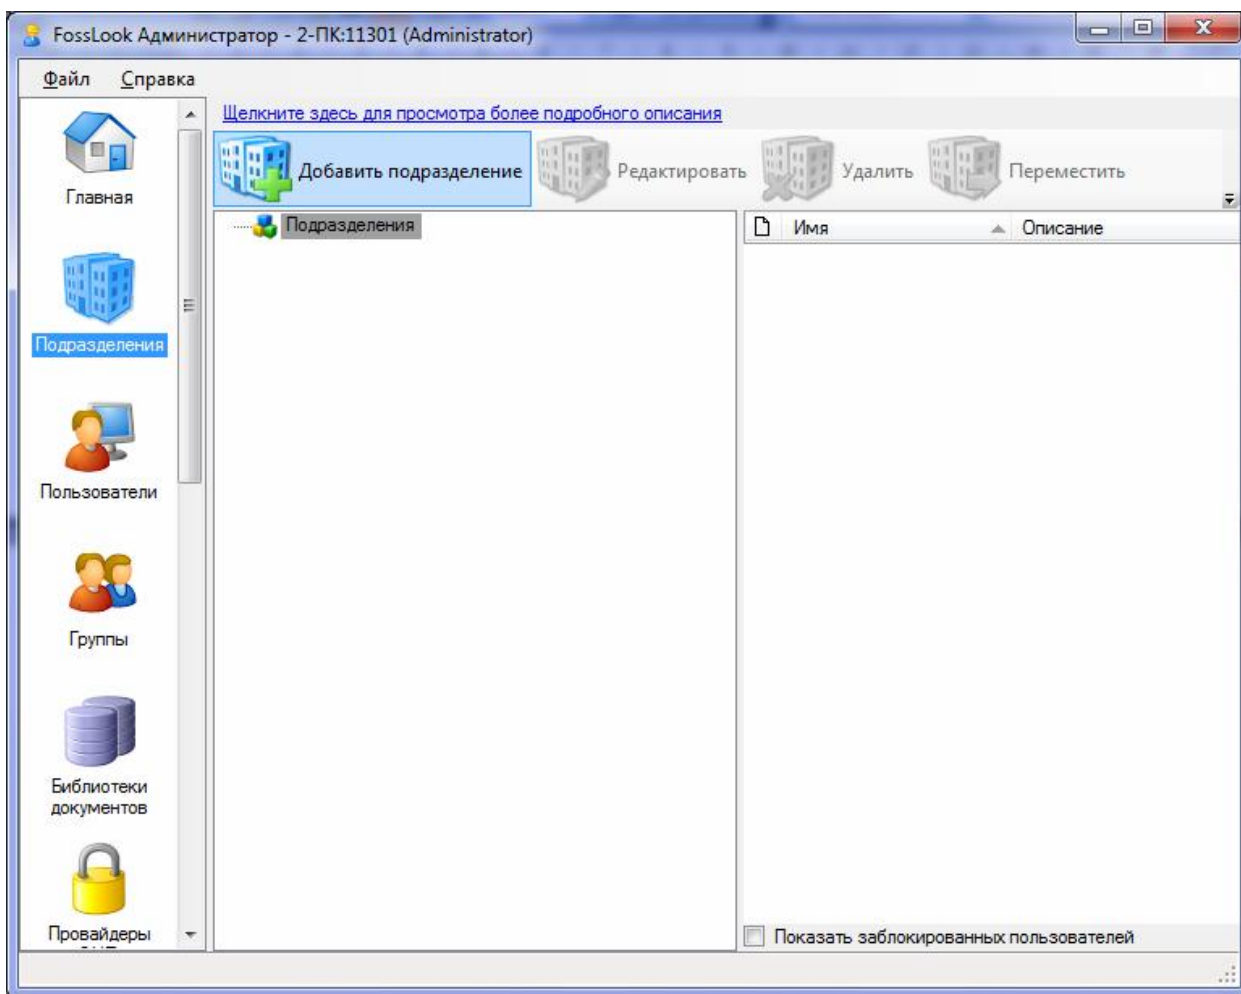 FossLook Администратор - 2-ПК:11301 (Administrator)
Файл Справка
Щелкните здесь для просмотра более подробного описания
Добавить подразделение Редактировать Удалить Переместить
Главная
Подразделения
Пользователи
Группы
Библиотеки
документов
Провайдеры
Подразделения
Имя Описание
Показать заблокированных пользователей